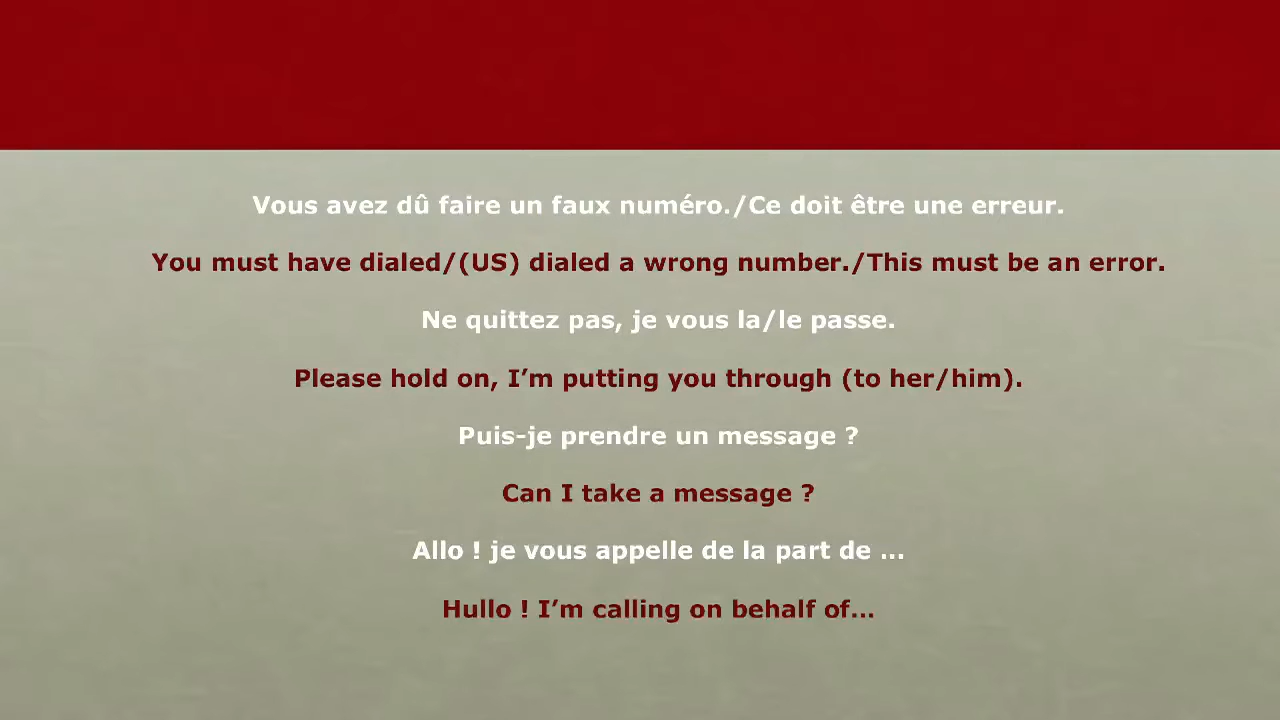 Vous avez dû faire un faux numéro./Ce doit être une erreur.
You must have dialed/(US) dialed a wrong number./This must be an error.
Ne quittez pas, je vous la/le passe.
Please hold on, I’m putting you through (to her/him).
Puis-je prendre un message ?
Can I take a message ?
Allo ! je vous appelle de la part de ...
Hullo ! I’m calling on behalf of...